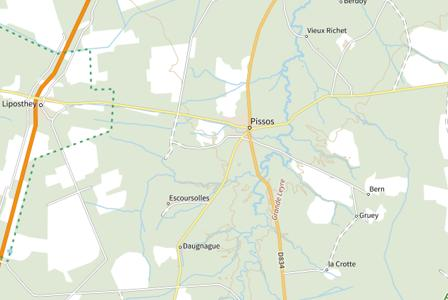 Berdoy
Vieux Richet
Liposthey
Pissos
Bern
Escoursolles
Grande Leyre
Gruey
Daugnague
D834
la Crotte